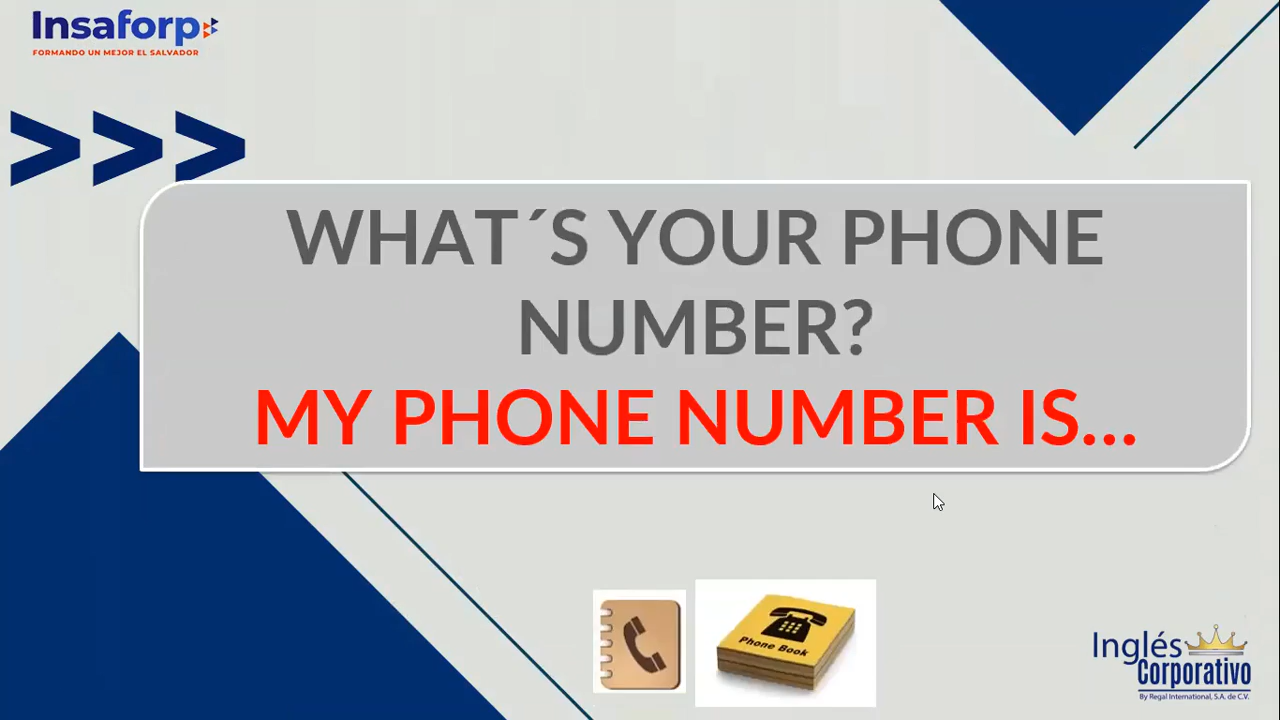 Insaforp
FORMANDO UN MEJOR EL SALVADOR
>>>
WHAT´S YOUR PHONE
NUMBER?
MY PHONE NUMBER IS...
Phone Book
Inglés
Corporativo
By Regal International, S.A. de C.V.